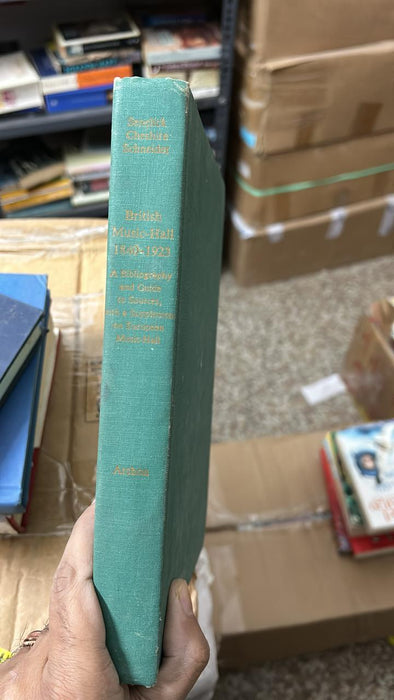 Senelick
Cheshire
Schneider
British
Music-Hall
1840-1923
A Bibliography
and Guide
to Sources,
with a Supplement
on European
Music-Hall
Archon